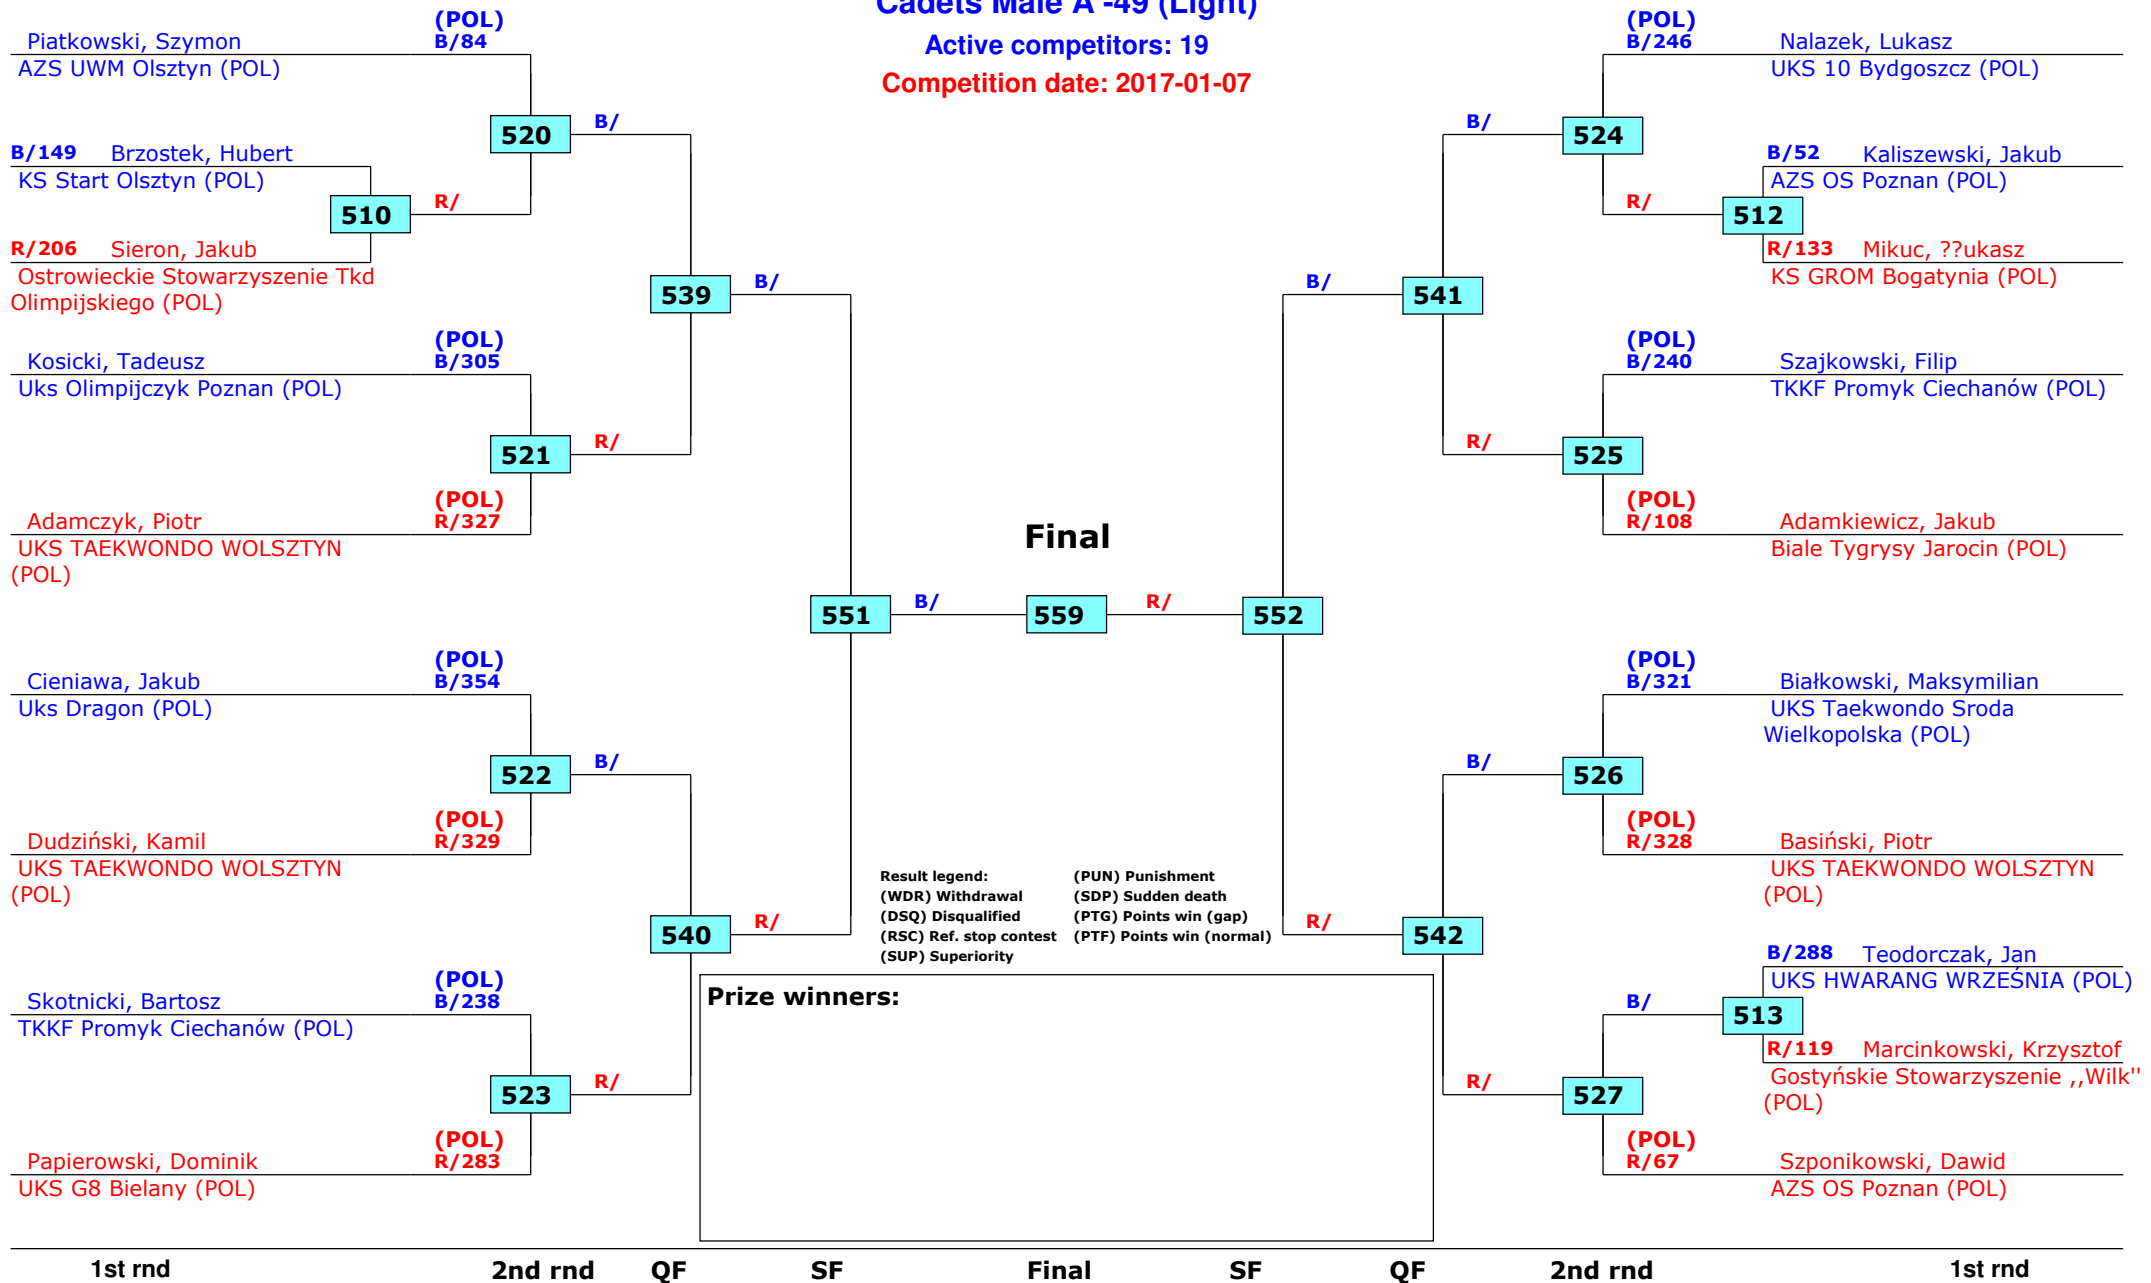 Cadets Male A -49 (Light)
Active competitors: 19
Competition date: 2017-01-07
(POL)
Piatkowski, Szymon B/84
AZS UWM Olsztyn (POL)
520
B/
B/149 Brzostek, Hubert
KS Start Olsztyn (POL)
510
R/
R/206 Sieron, Jakub
Ostrowieckie Stowarzyszenie Tkd
Olimpijskiego (POL)
539
B/
(POL)
Kosicki, Tadeusz B/305
Uks Olimpijczyk Poznan (POL)
521
R/
(POL)
Adamczyk, Piotr R/327
UKS TAEKWONDO WOLSZTYN
(POL)
551
B/
(POL)
Cieniawa, Jakub B/354
Uks Dragon (POL)
522
B/
(POL)
Dudziński, Kamil R/329
UKS TAEKWONDO WOLSZTYN
(POL)
540
R/
(POL)
Skotnicki, Bartosz B/238
TKKF Promyk Ciechanów (POL)
523
R/
(POL)
Papierowski, Dominik R/283
UKS G8 Bielany (POL)
Final
559
R/
552
(POL)
B/246 Nalazek, Lukasz
UKS 10 Bydgoszcz (POL)
B/
524
B/52 Kaliszewski, Jakub
AZS OS Poznan (POL)
R/
512
R/133 Mikuc, ??ukasz
KS GROM Bogatynia (POL)
B/
541
(POL)
B/240 Szajkowski, Filip
TKKF Promyk Ciechanów (POL)
R/
525
(POL)
R/108 Adamkiewicz, Jakub
Biale Tygrysy Jarocin (POL)
(POL)
B/321 Białkowski, Maksymilian
UKS Taekwondo Sroda
Wielkopolska (POL)
B/
526
(POL)
R/328 Basiński, Piotr
UKS TAEKWONDO WOLSZTYN
(POL)
R/
542
B/288 Teodorczak, Jan
UKS HWARANG WRZEŚNIA (POL)
B/
513
R/119 Marcinkowski, Krzysztof
Gostyńskie Stowarzyszenie ,,Wilk''
(POL)
R/
527
(POL)
R/67 Szponikowski, Dawid
AZS OS Poznan (POL)
Result legend: (PUN) Punishment
(WDR) Withdrawal (SDP) Sudden death
(DSQ) Disqualified (PTG) Points win (gap)
(RSC) Ref. stop contest (PTF) Points win (normal)
(SUP) Superiority
Prize winners:
1st rnd 2nd rnd QF SF Final SF QF 2nd rnd 1st rnd